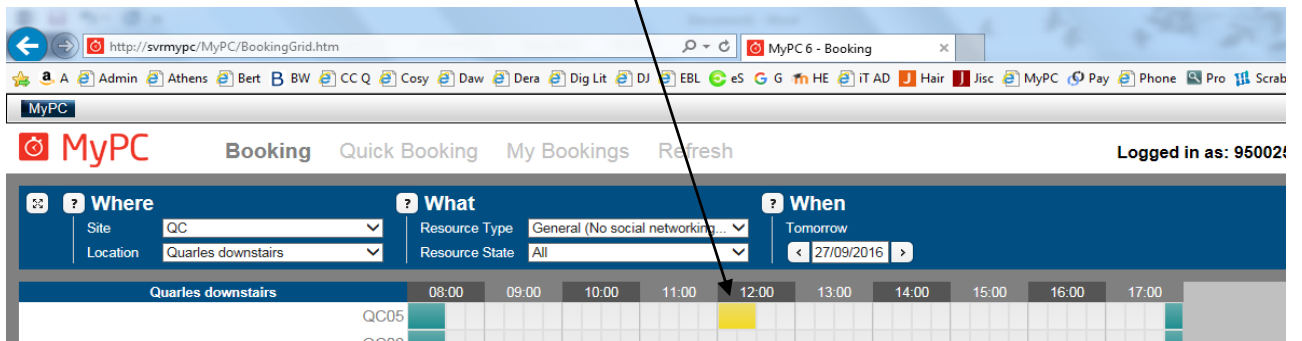 http://svrmypc/MyPC/BookingGrid.htm MyPC 6 - Booking
A Admin Athens Bert BW CC Q Cosy Daw Dera Dig Lit DJ EBL eS G HE iT AD Hair Jisc MyPC Pay Phone Pro Scrab
MyPC
MyPC Booking Quick Booking My Bookings Refresh Logged in as: 95002
? Where ? What ? When
Site QC Resource Type General (No social networking... Tomorrow
Location Quarles downstairs Resource State All < 27/09/2016 >
Quarles downstairs 08:00 09:00 10:00 11:00 12:00 13:00 14:00 15:00 16:00 17:00
QC05